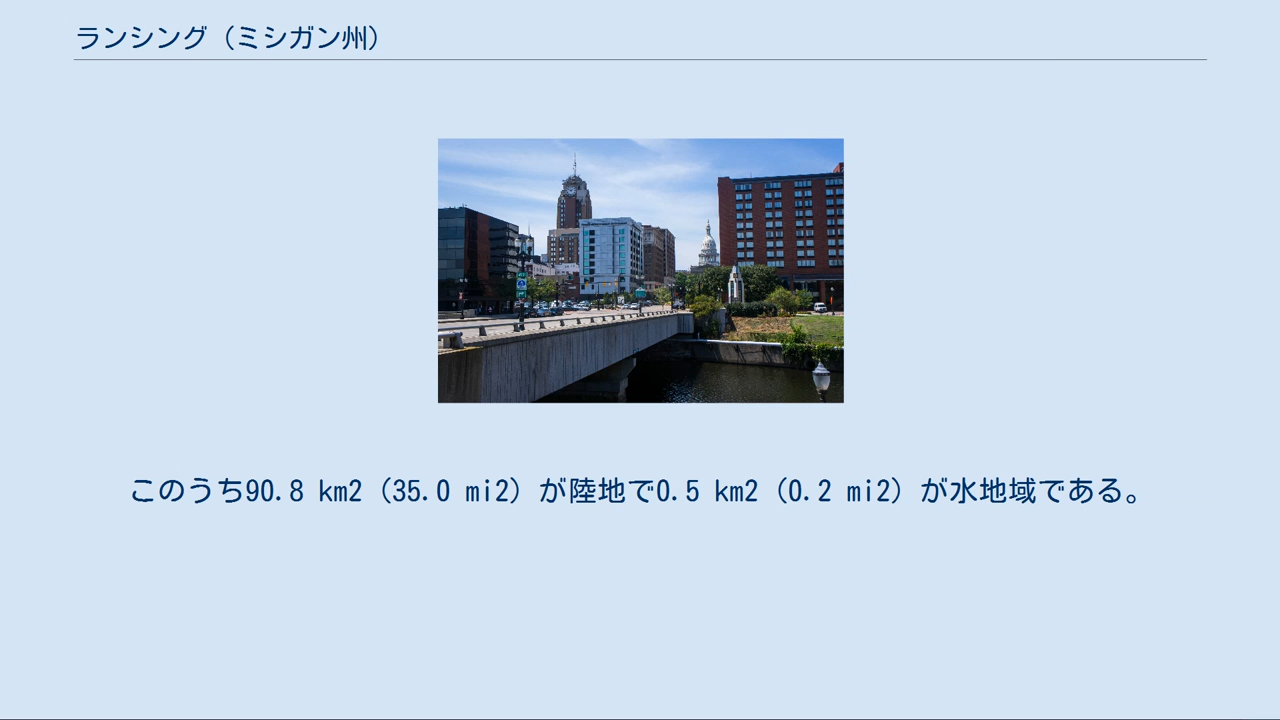 ランシング（ミシガン州）
このうち90.8 km2（35.0 mi2）が陸地で0.5 km2（0.2 mi2）が水地域である。